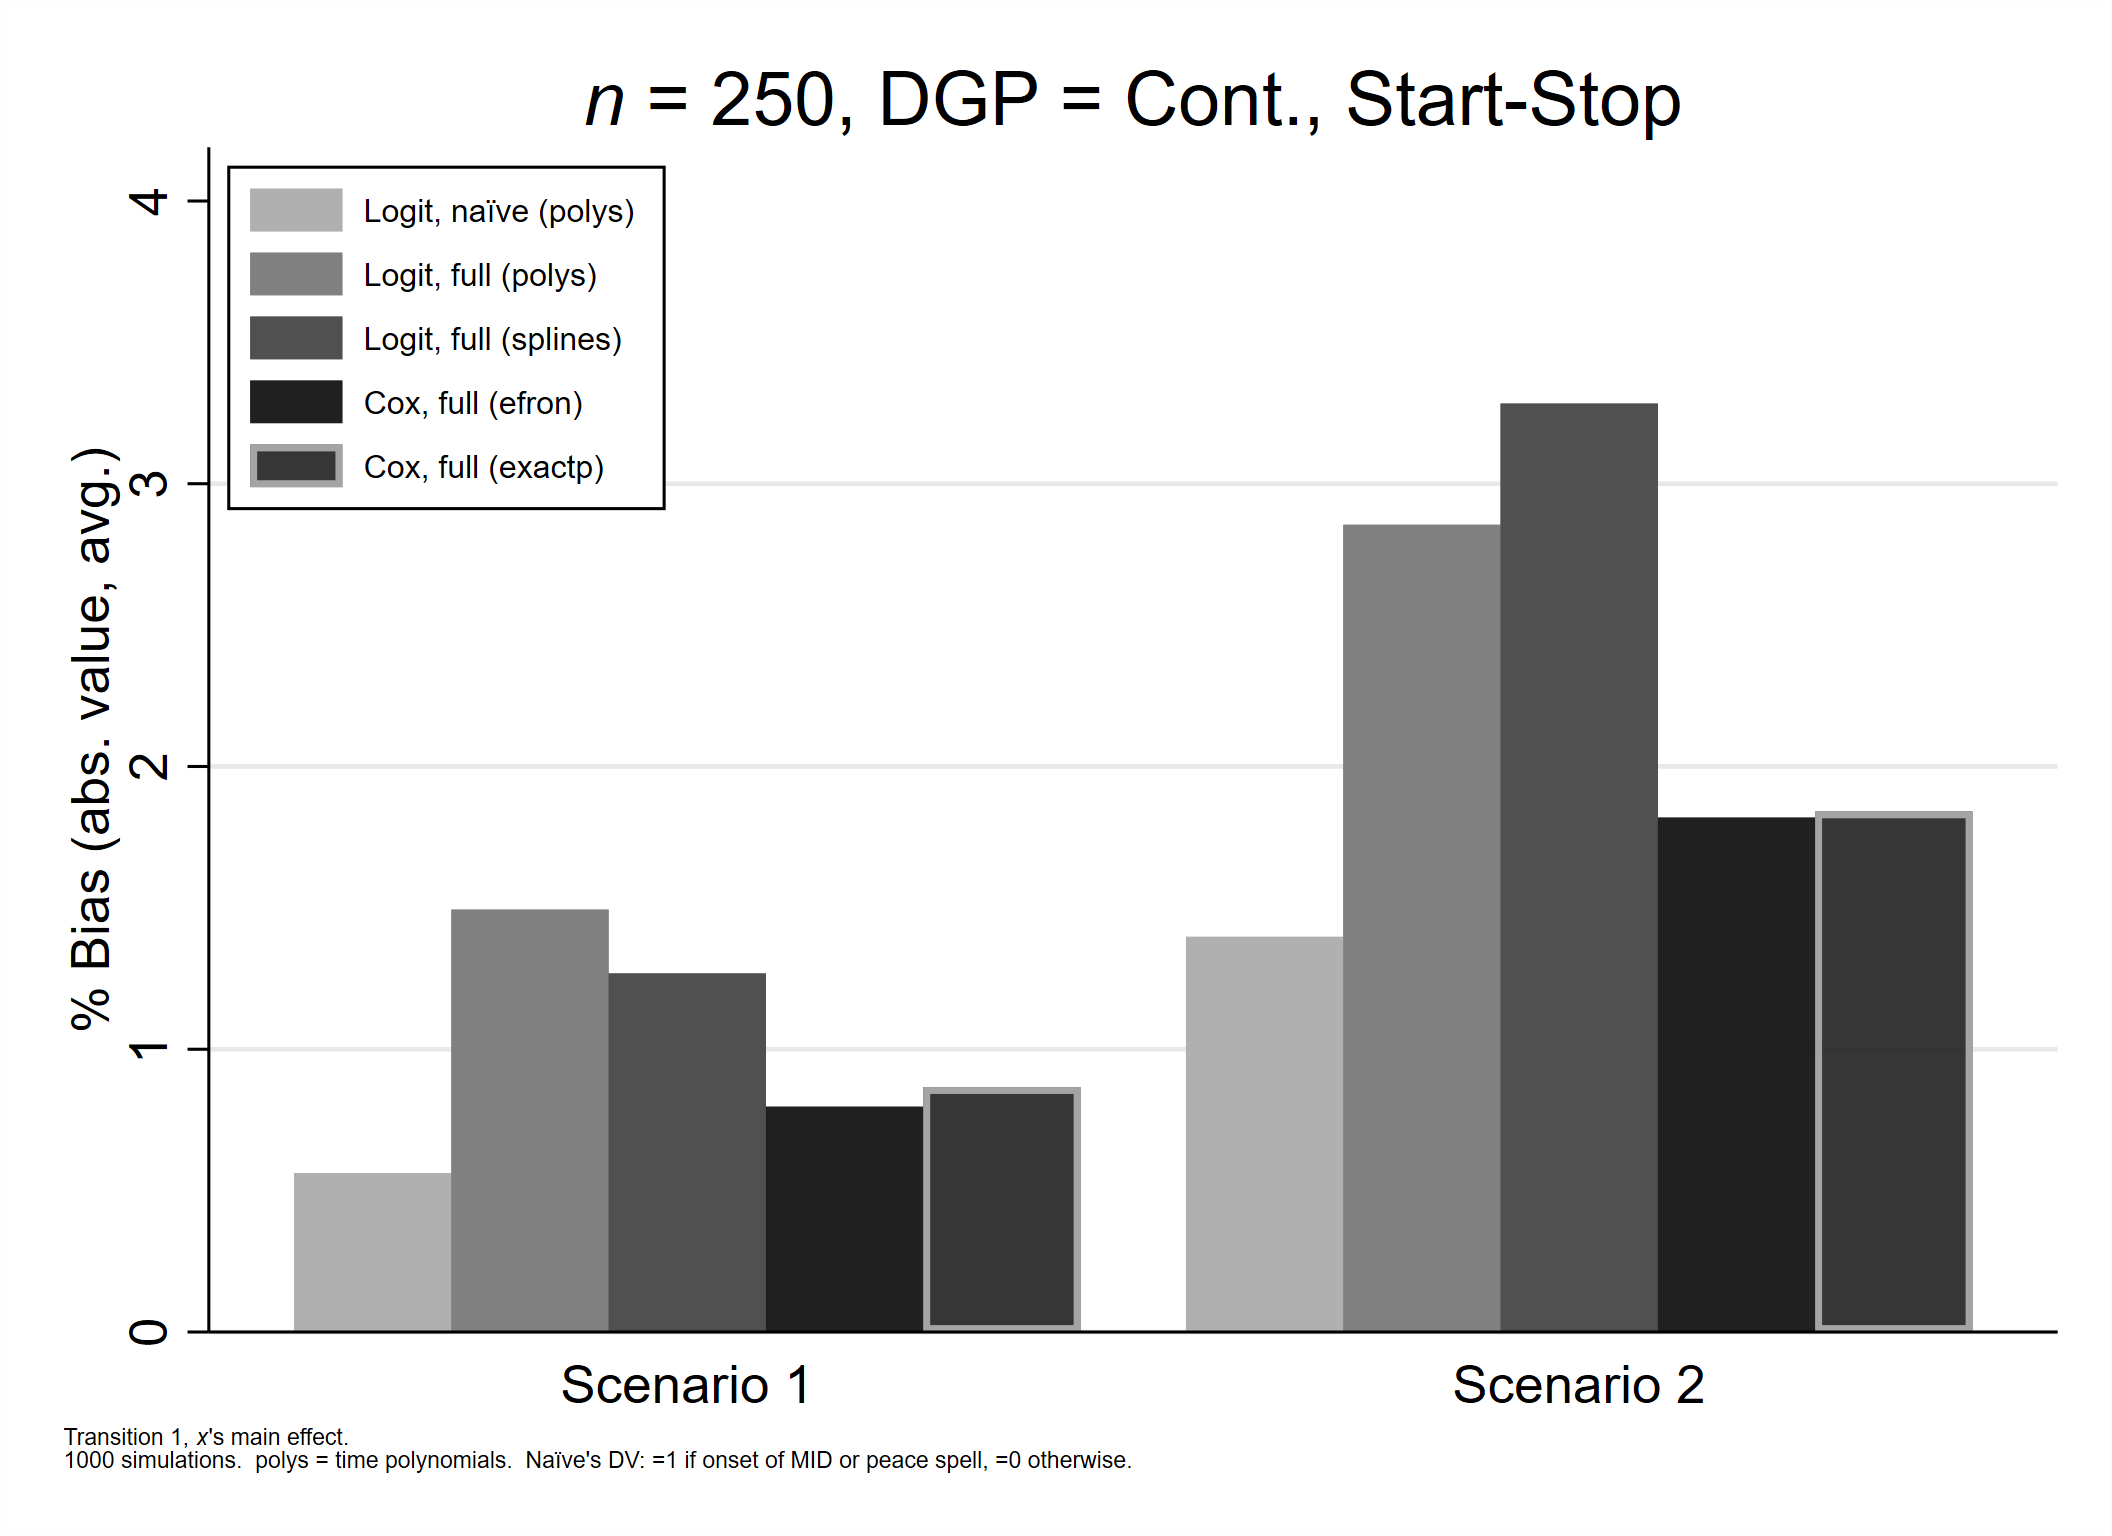 n = 250, DGP = Cont., Start-Stop
4
3
2
1
0
% Bias (abs. value, avg.)
Logit, naïve (polys)
Logit, full (polys)
Logit, full (splines)
Cox, full (efron)
Cox, full (exactp)
Scenario 1
Scenario 2
Transition 1, x's main effect.
1000 simulations.  polys = time polynomials.  Naïve's DV: =1 if onset of MID or peace spell, =0 otherwise.